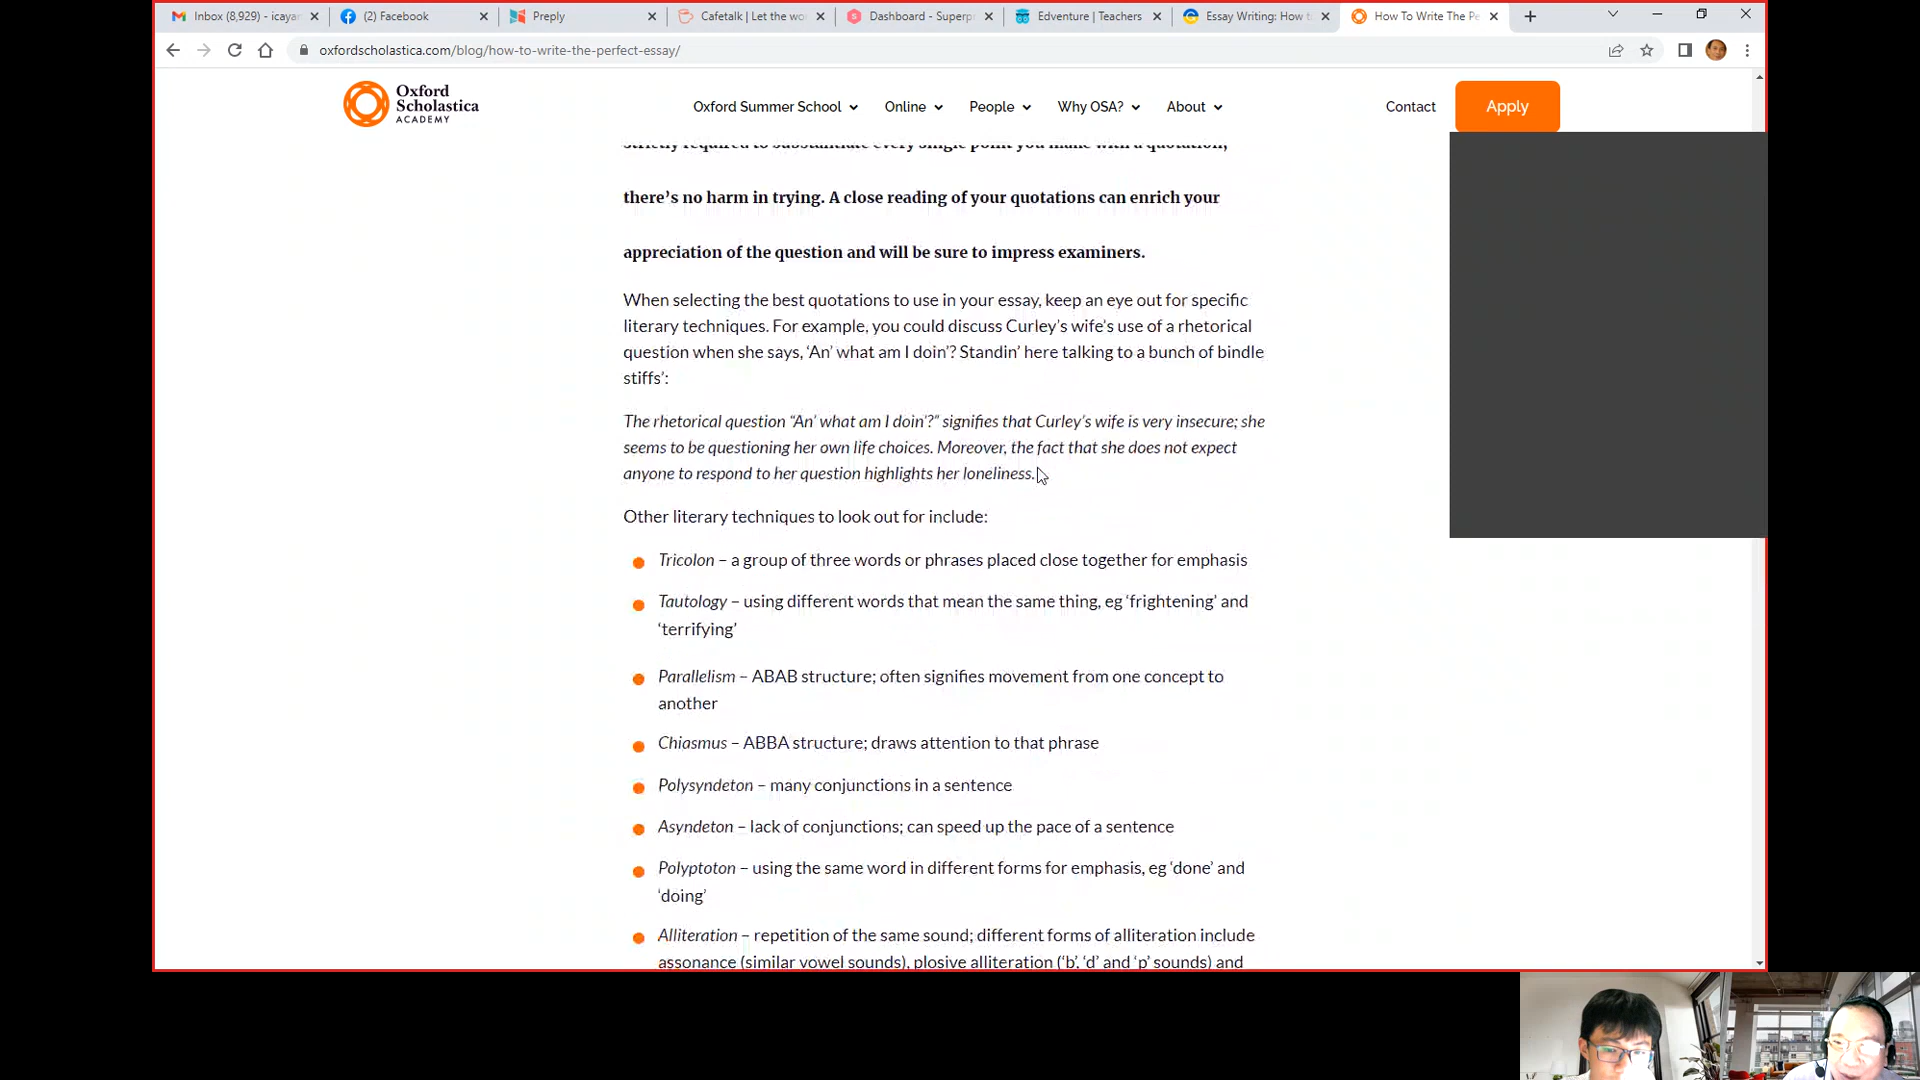 Inbox (8,929) - icayan
(2) Facebook
Preply
Cafetalk | Let the wo
Dashboard - Superp
Edventure | Teachers
Essay Writing: How t
How To Write The Pe
oxfordscholastica.com/blog/how-to-write-the-perfect-essay/
Oxford
Scholastica
ACADEMY
Oxford Summer School
Online
People
Why OSA?
About
Contact
Apply
strictly required to substantiate every single point you make with a quotation,
there’s no harm in trying. A close reading of your quotations can enrich your
appreciation of the question and will be sure to impress examiners.
When selecting the best quotations to use in your essay, keep an eye out for specific
literary techniques. For example, you could discuss Curley’s wife’s use of a rhetorical
question when she says, ‘An’ what am I doin’? Standin’ here talking to a bunch of bindle
stiffs’:
The rhetorical question “An’ what am I doin’?” signifies that Curley’s wife is very insecure; she
seems to be questioning her own life choices. Moreover, the fact that she does not expect
anyone to respond to her question highlights her loneliness.
Other literary techniques to look out for include:
Tricolon – a group of three words or phrases placed close together for emphasis
Tautology – using different words that mean the same thing, eg ‘frightening’ and
‘terrifying’
Parallelism – ABAB structure; often signifies movement from one concept to
another
Chiasmus – ABBA structure; draws attention to that phrase
Polysyndeton – many conjunctions in a sentence
Asyndeton – lack of conjunctions; can speed up the pace of a sentence
Polyptoton – using the same word in different forms for emphasis, eg ‘done’ and
‘doing’
Alliteration – repetition of the same sound; different forms of alliteration include
assonance (similar vowel sounds), plosive alliteration (‘b’, ‘d’ and ‘p’ sounds) and